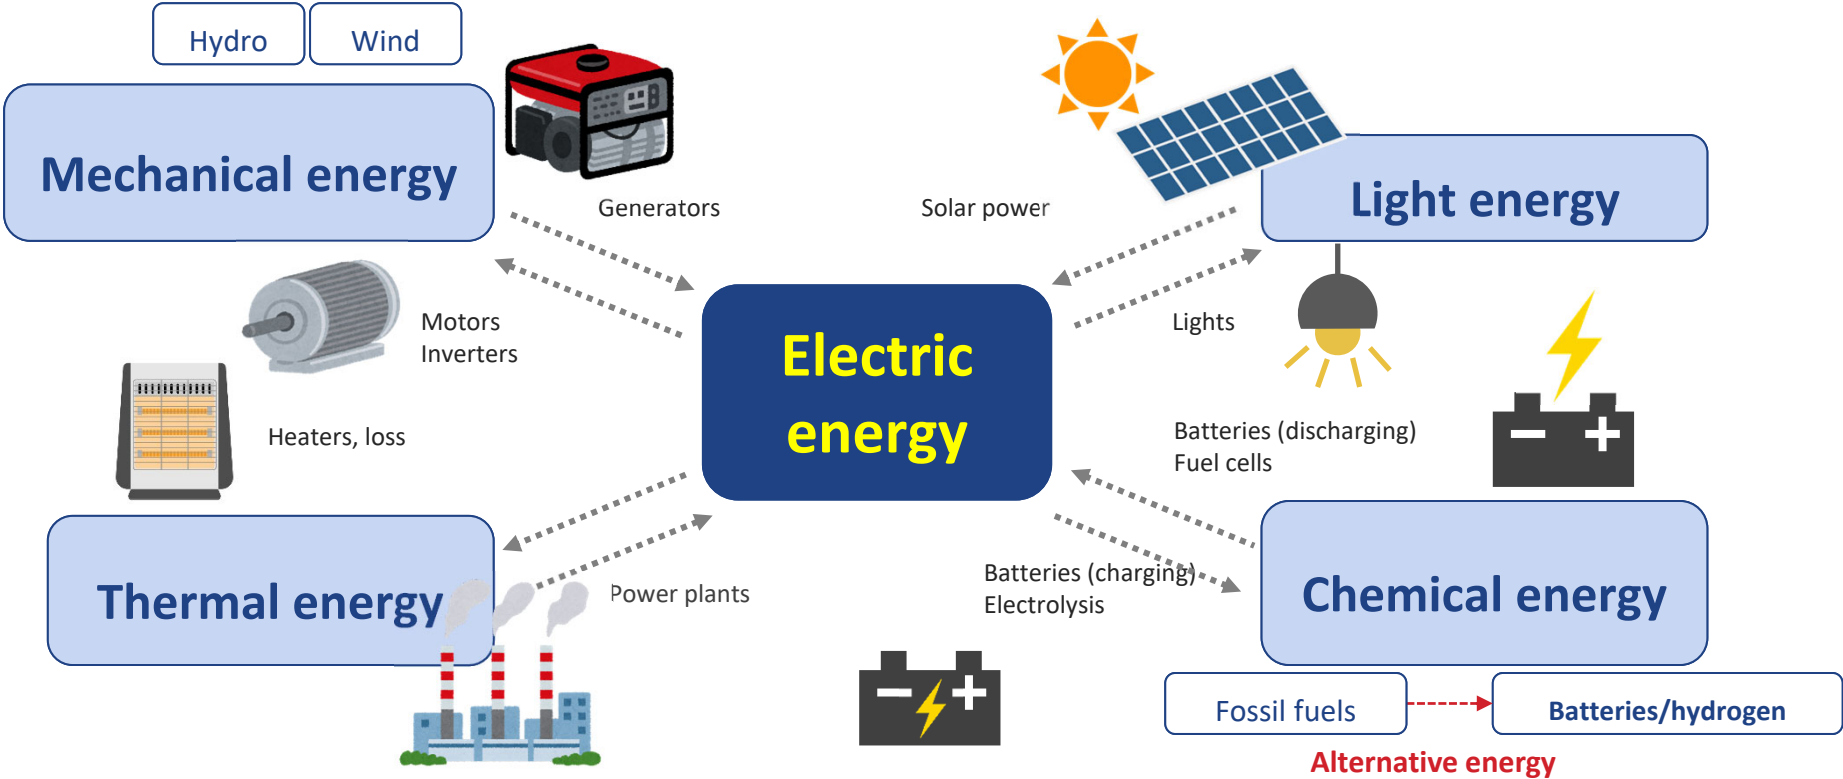 Hydro
Wind
Mechanical energy
Generators
Solar power
Light energy
Motors
Inverters
Lights
Electric
energy
Heaters, loss
Batteries (discharging)
Fuel cells
Thermal energy
Power plants
Batteries (charging)
Electrolysis
Chemical energy
Fossil fuels
Batteries/hydrogen
Alternative energy